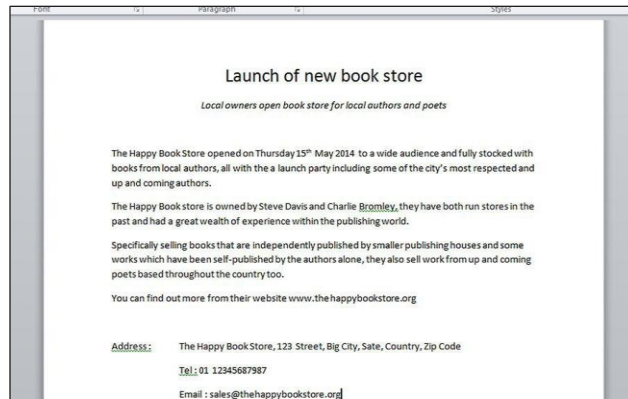 Font Paragraph Styles
Launch of new book store
Local owners open book store for local authors and poets
The Happy Book Store opened on Thursday 15th May 2014 to a wide audience and fully stocked with
books from local authors, all with the a launch party including some of the city's most respected and
up and coming authors.
The Happy Book store is owned by Steve Davis and Charlie Bromley, they have both run stores in the
past and had a great wealth of experience within the publishing world.
Specifically selling books that are independently published by smaller publishing houses and some
works which have been self-published by the authors alone, they also sell work from up and coming
poets based throughout the country too.
You can find out more from their website www.thehappybookstore.org
Address : The Happy Book Store, 123 Street, Big City, Sate, Country, Zip Code
Tel : 01 12345687987
Email : sales@thehappybookstore.org